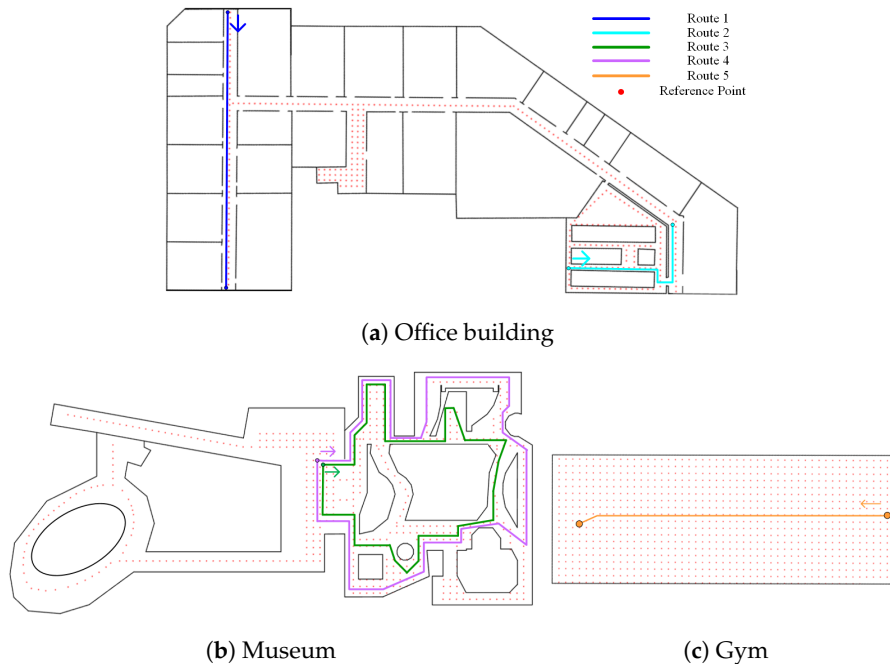 Route 1
Route 2
Route 3
Route 4
Route 5
Reference Point
(a) Office building
(b) Museum
(c) Gym